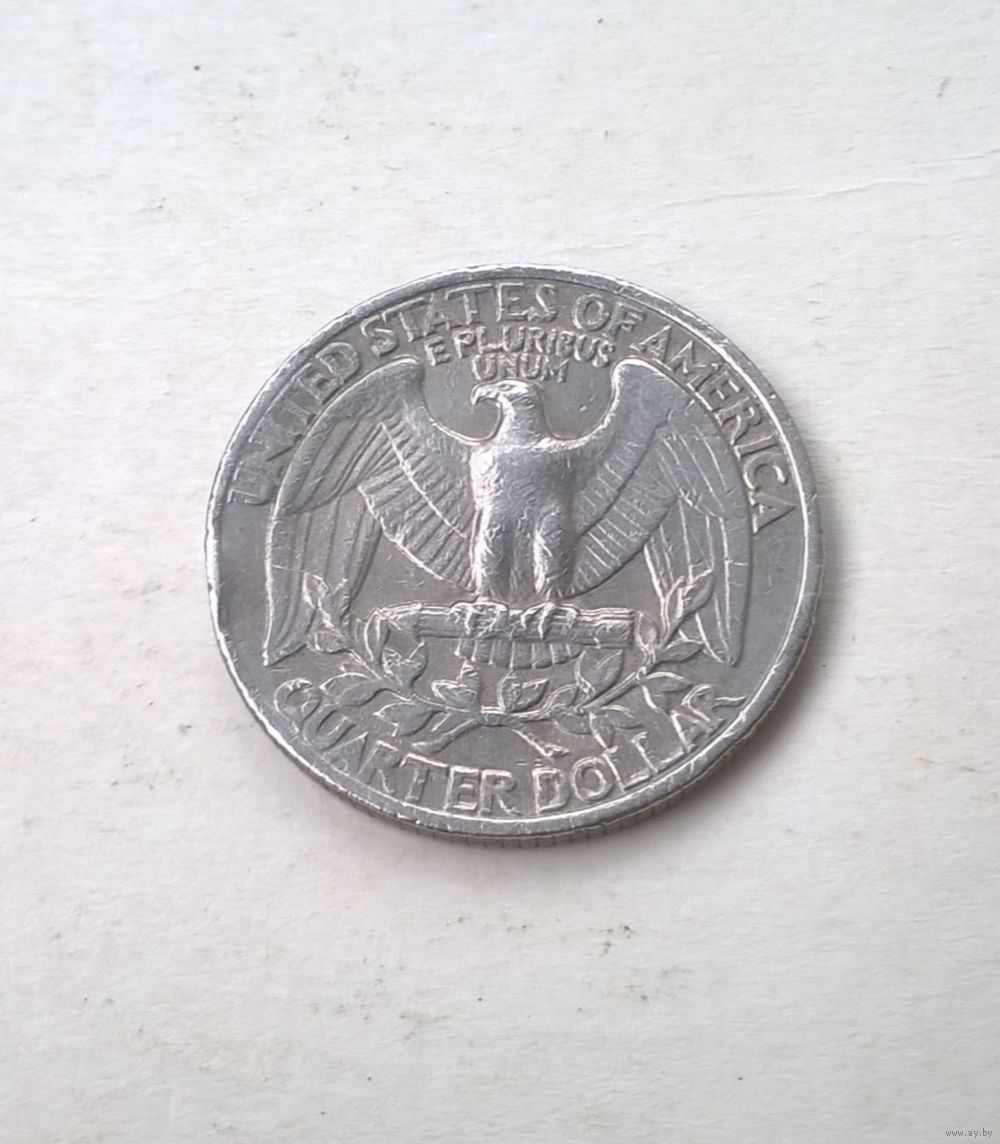 UNITED STATES OF AMERICA
E PLURIBUS
UNUM
QUARTER DOLLAR
www.ay.by